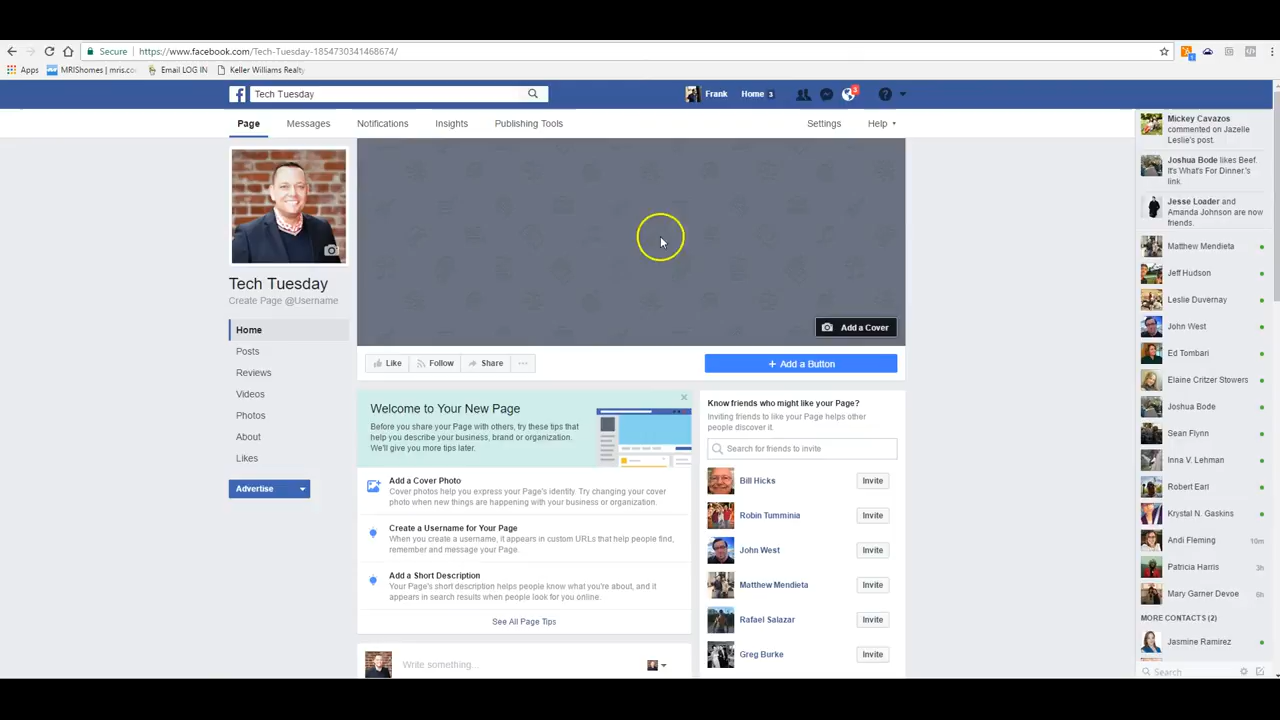 Secure
https://www.facebook.com/Tech-Tuesday-1854730341468674/
Apps
MRIShomes | mris.cc
Email LOG IN
Keller Williams Realty
Tech Tuesday
Frank
Home 3
3
Page
Messages
Notifications
Insights
Publishing Tools
Settings
Help
Tech Tuesday
Create Page @Username
Home
Posts
Reviews
Videos
Photos
About
Likes
Advertise
Add a Cover
Like
Follow
Share
+ Add a Button
Welcome to Your New Page
Before you share your Page with others, try these tips that
help you describe your business, brand or organization.
We'll give you more tips later.
Add a Cover Photo
Cover photos help you express your Page's identity. Try changing your cover
photo when new things are happening with your business or organization.
Create a Username for Your Page
When you create a username, it appears in custom URLs that help people find,
remember and message your Page.
Add a Short Description
Your Page's short description helps people know what you're about, and it
appears in search results when people look for you online.
See All Page Tips
Write something...
Know friends who might like your Page?
Inviting friends to like your Page helps other
people discover it.
Search for friends to invite
Bill Hicks
Invite
Robin Tumminia
Invite
John West
Invite
Matthew Mendieta
Invite
Rafael Salazar
Invite
Greg Burke
Invite
Mickey Cavazos
commented on Jazelle
Leslie's post.
Joshua Bode likes Beef.
It's What's For Dinner.'s
link.
Jesse Loader and
Amanda Johnson are now
friends.
Matthew Mendieta
Jeff Hudson
Leslie Duvernay
John West
Ed Tombari
Elaine Critzer Stowers
Joshua Bode
Sean Flynn
Inna V. Lehman
Robert Earl
Krystal N. Gaskins
Andi Fleming 10m
Patricia Harris 3h
Mary Garner Devoe 6h
MORE CONTACTS (2)
Jasmine Ramirez
Search